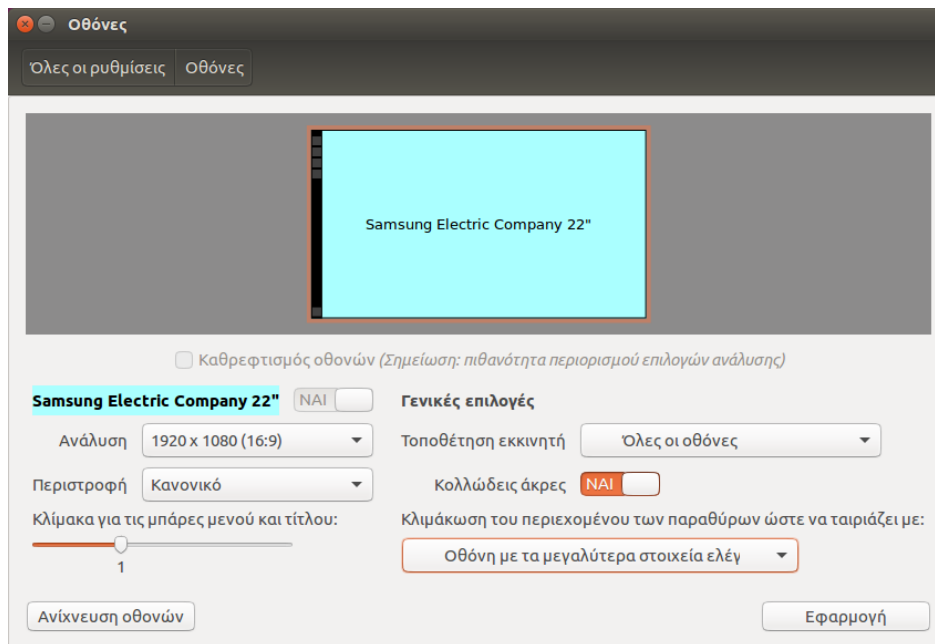 Οθόνες
Όλες οι ρυθμίσεις Οθόνες
Samsung Electric Company 22"
Καθρεφτισμός οθονών (Σημείωση: πιθανότητα περιορισμού επιλογών ανάλυσης)
Samsung Electric Company 22" ΝΑΙ Γενικές επιλογές
Ανάλυση 1920 x 1080 (16:9) Τοποθέτηση εκκινητή Όλες οι οθόνες
Περιστροφή Κανονικό Κολλώδεις άκρες ΝΑΙ
Κλίμακα για τις μπάρες μενού και τίτλου: Κλιμάκωση του περιεχομένου των παραθύρων ώστε να ταιριάζει με:
Οθόνη με τα μεγαλύτερα στοιχεία ελέγ
1
Ανίχνευση οθονών Εφαρμογή